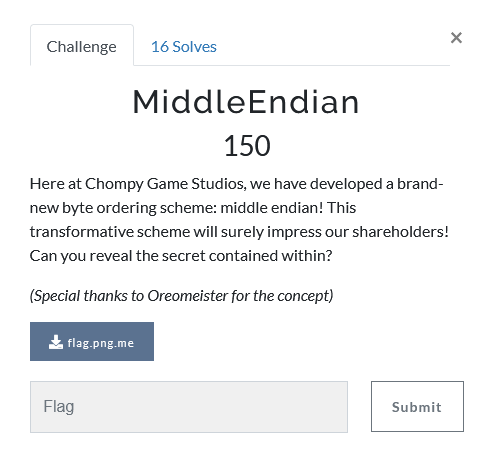 Challenge
16 Solves
×
MiddleEndian
150
Here at Chompy Game Studios, we have developed a brand-
new byte ordering scheme: middle endian! This
transformative scheme will surely impress our shareholders!
Can you reveal the secret contained within?
(Special thanks to Oreomeister for the concept)
flag.png.me
Flag
Submit